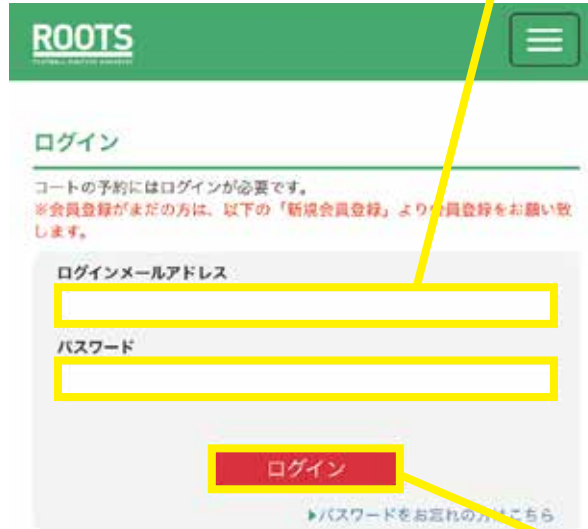 ROOTS
ログイン
コートの予約にはログインが必要です。
※会員登録がまだの方は、以下の「新規会員登録」より会員登録をお願い致
します。
ログインメールアドレス
パスワード
ログイン
▶パスワードをお忘れの方はこちら